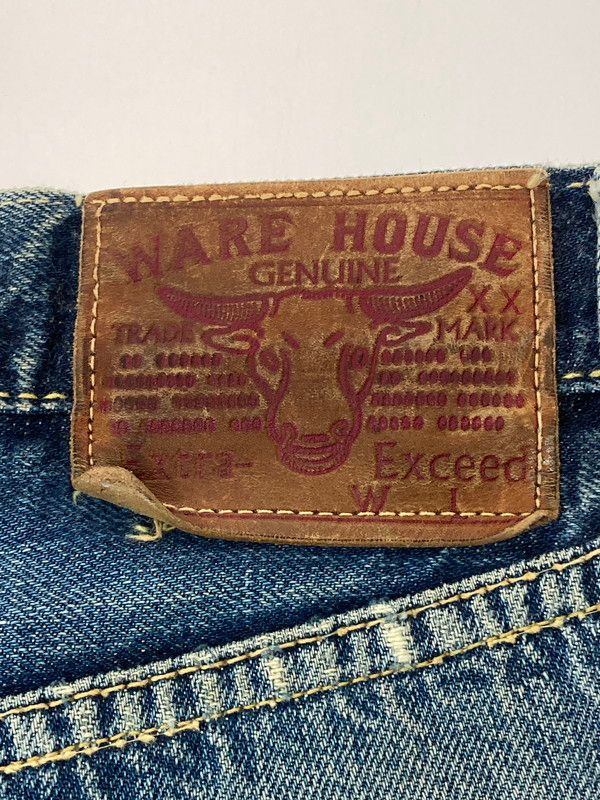 WARE HOUSE
GENUINE
XX
TRADE MARK
Extra- Exceed
W L